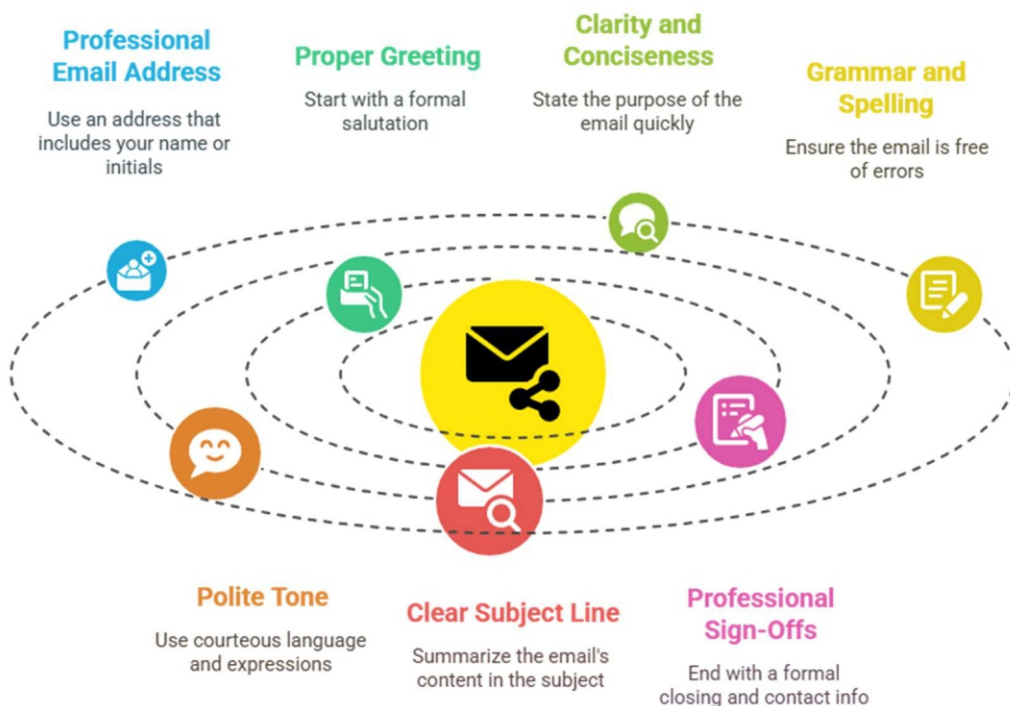 Professional
Email Address
Use an address that
includes your name or
initials
Proper Greeting
Start with a formal
salutation
Clarity and
Conciseness
State the purpose of the
email quickly
Grammar and
Spelling
Ensure the email is free
of errors
Polite Tone
Use courteous language
and expressions
Clear Subject Line
Summarize the email's
content in the subject
Professional
Sign-Offs
End with a formal
closing and contact info